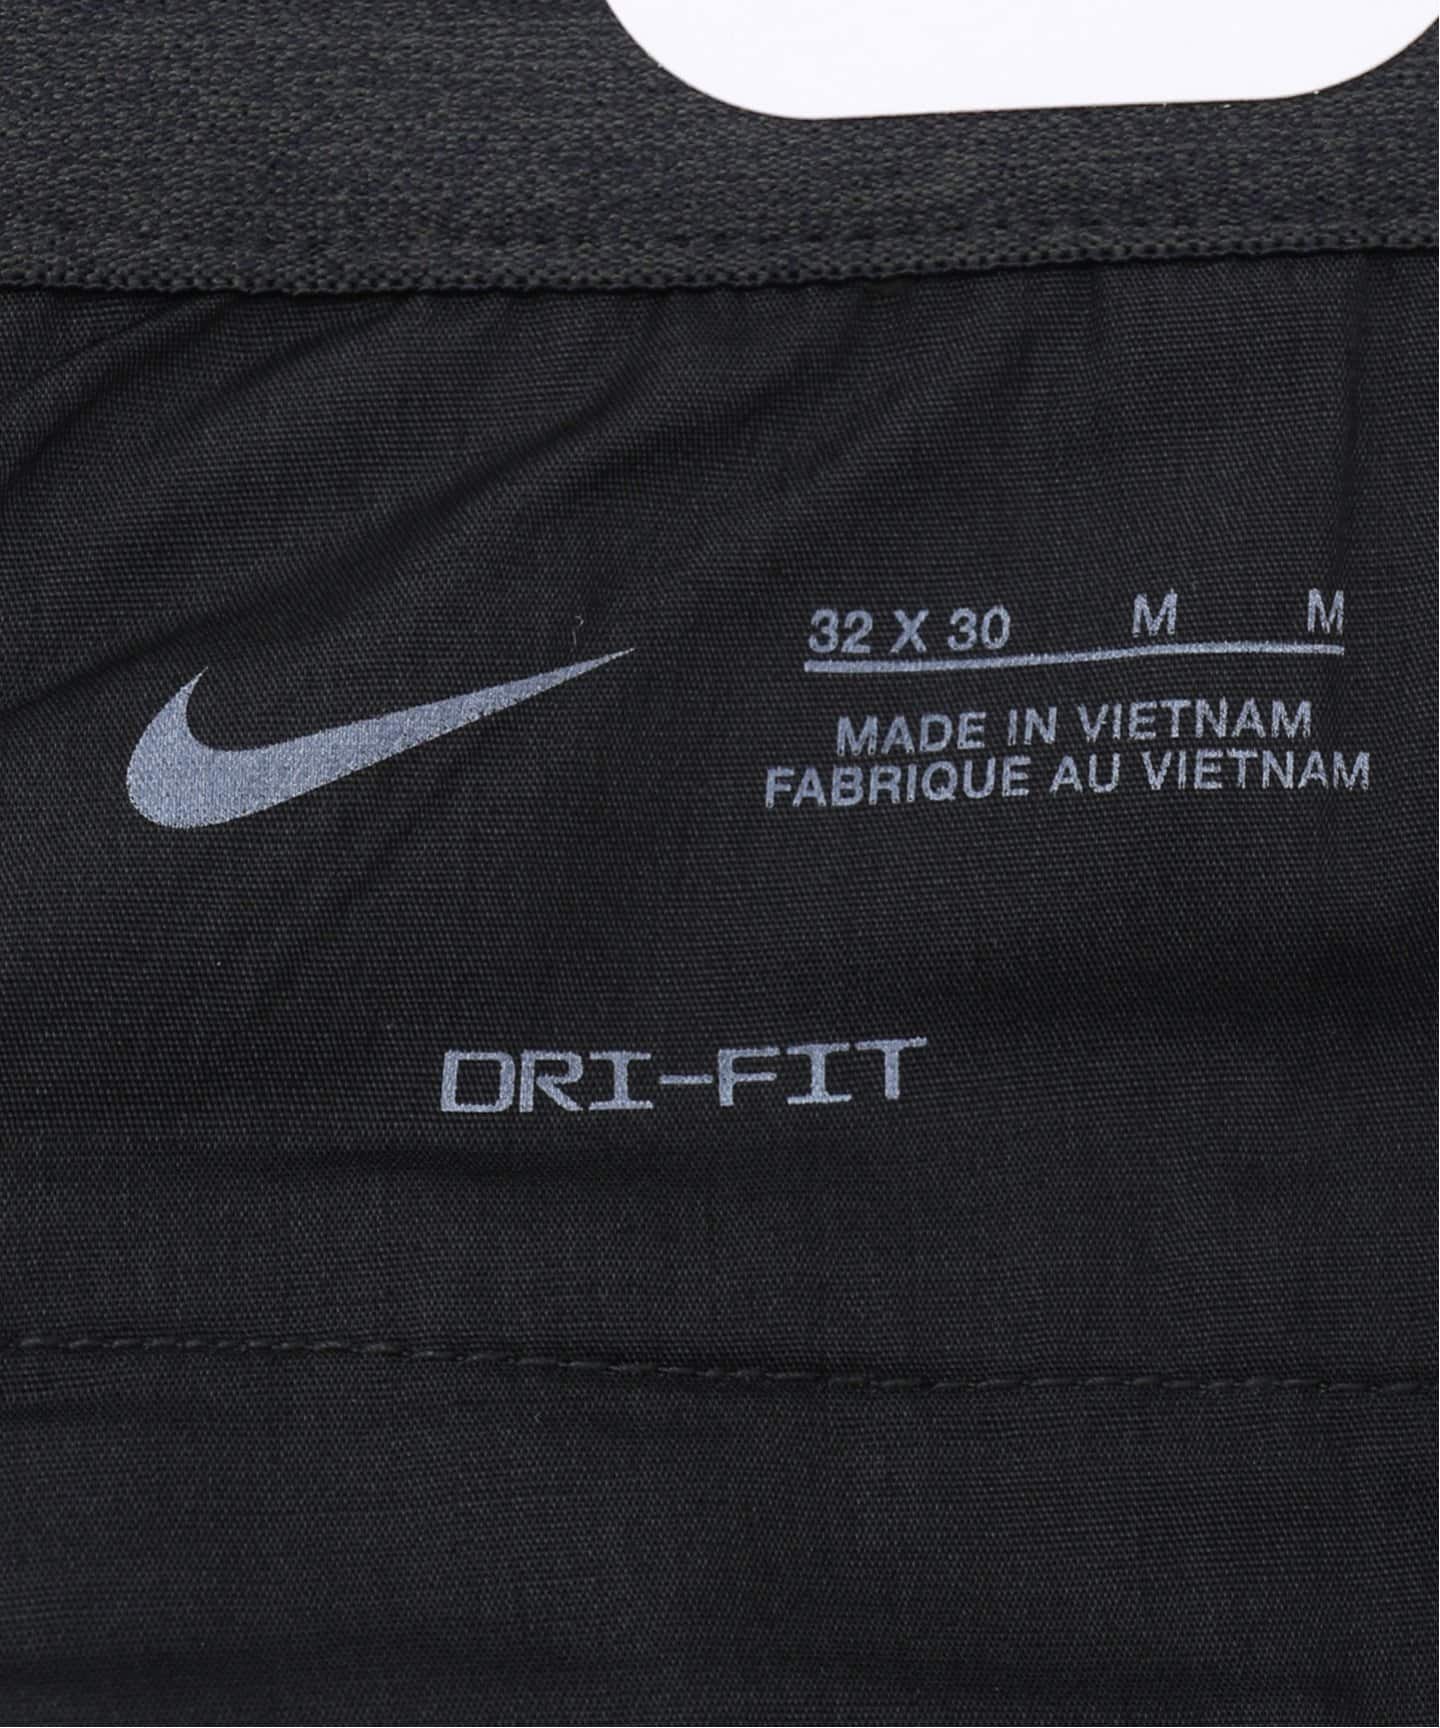 32 X 30 M M
MADE IN VIETNAM
FABRIQUE AU VIETNAM
DRI-FIT